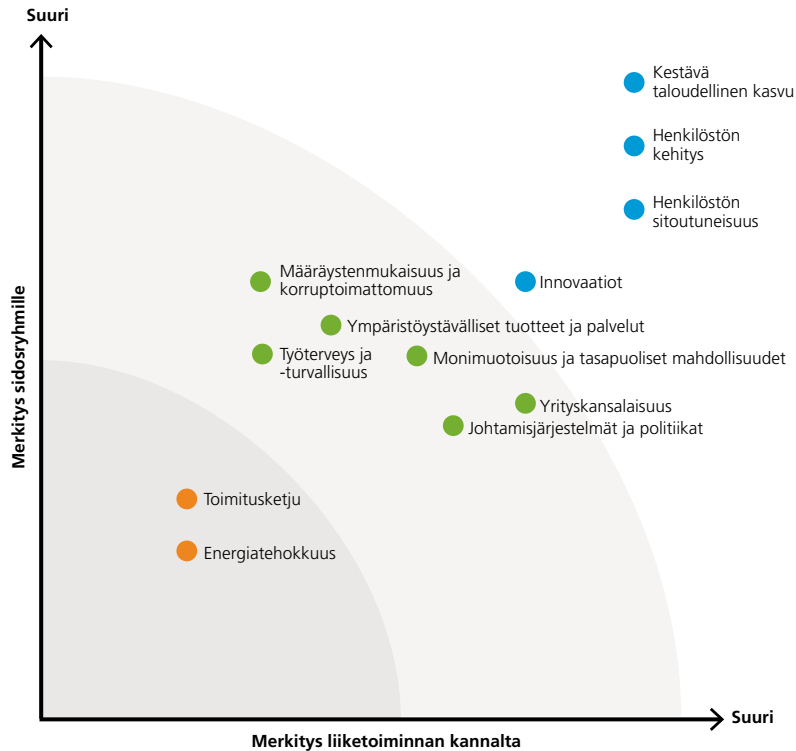 Suuri
Kestävä
taloudellinen kasvu
Henkilöstön
kehitys
Henkilöstön
sitoutuneisuus
Määräystenmukaisuus ja
korruptoimattomuus
Innovaatiot
Ympäristöystävälliset tuotteet ja palvelut
Työterveys ja
-turvallisuus
Monimuotoisuus ja tasapuoliset mahdollisuudet
Yrityskansalaisuus
Johtamisjärjestelmät ja politiikat
Merkitys sidosryhmille
Toimitusketju
Energiatehokkuus
Suuri
Merkitys liiketoiminnan kannalta